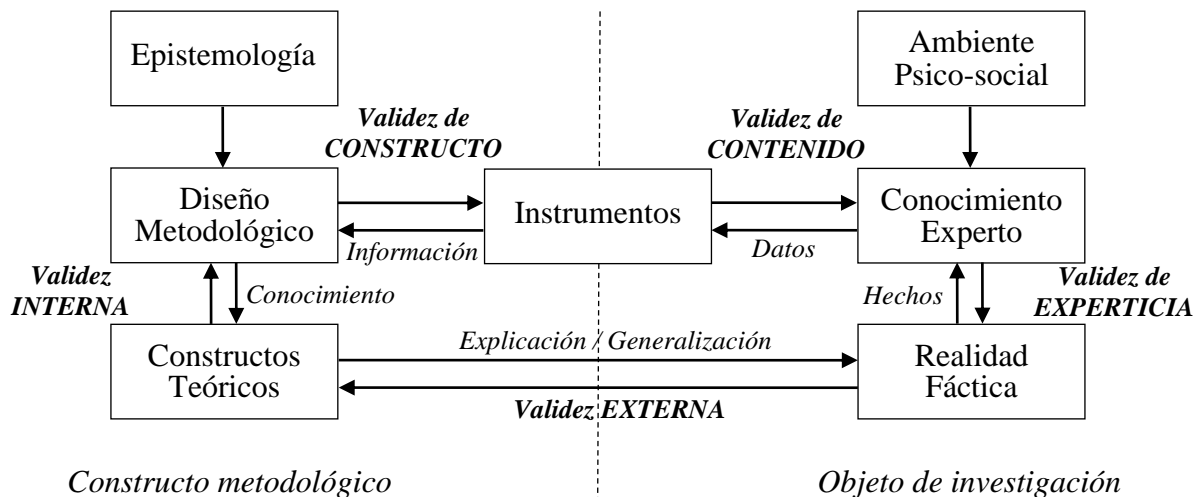 Epistemología
Ambiente
Psico-social
Validez de
CONSTRUCTO
Validez de
CONTENIDO
Diseño
Metodológico
Instrumentos
Conocimiento
Experto
Información
Datos
Validez
INTERNA
Conocimiento
Hechos
Validez de
EXPERTICIA
Constructos
Teóricos
Explicación / Generalización
Realidad
Fáctica
Validez EXTERNA
Constructo metodológico
Objeto de investigación